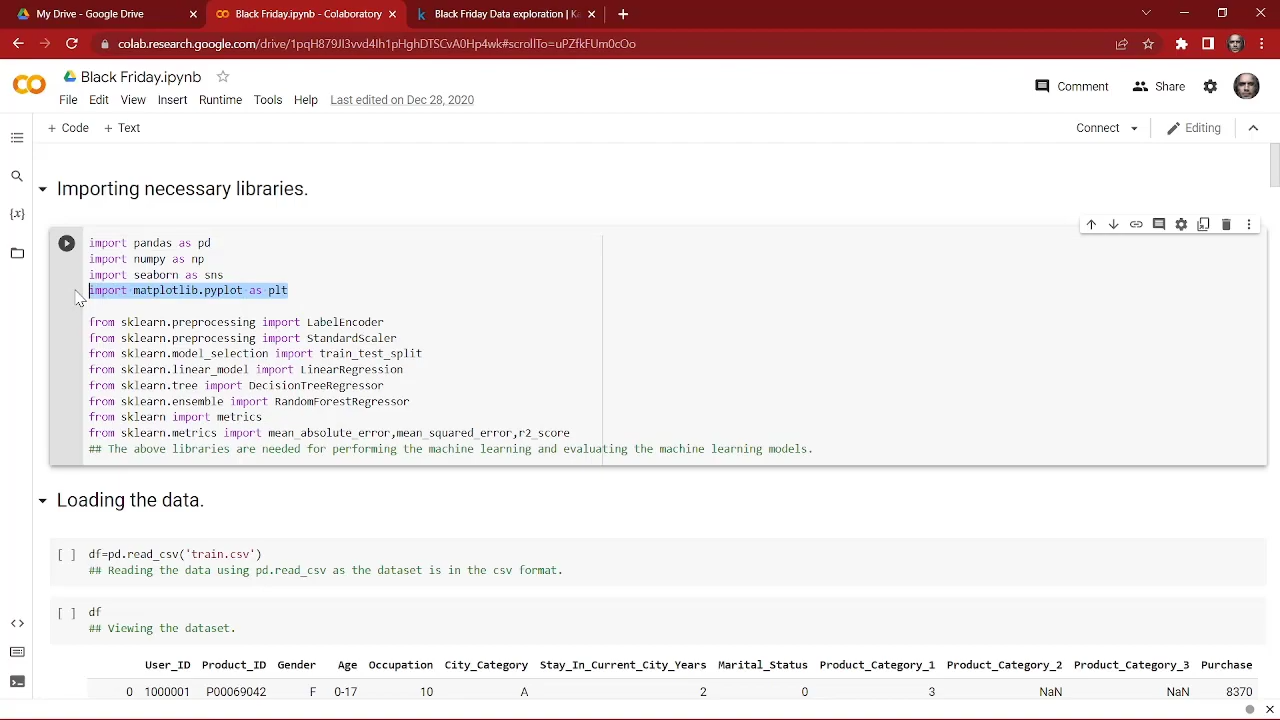 My Drive - Google Drive
Black Friday.ipynb - Colaboratory
Black Friday Data exploration | Ka
colab.research.google.com/drive/1pqH879Jl3vvd4Ih1pHghDTSCvA0Hp4wk#scrollTo=uPZfkFUm0cOo
Black Friday.ipynb
File Edit View Insert Runtime Tools Help Last edited on Dec 28, 2020
Comment Share
+ Code + Text
Connect Editing
Importing necessary libraries.
import pandas as pd
import numpy as np
import seaborn as sns
import matplotlib.pyplot as plt
from sklearn.preprocessing import LabelEncoder
from sklearn.preprocessing import StandardScaler
from sklearn.model_selection import train_test_split
from sklearn.linear_model import LinearRegression
from sklearn.tree import DecisionTreeRegressor
from sklearn.ensemble import RandomForestRegressor
from sklearn import metrics
from sklearn.metrics import mean_absolute_error,mean_squared_error,r2_score
## The above libraries are needed for performing the machine learning and evaluating the machine learning models.
Loading the data.
[ ] df=pd.read_csv('train.csv')
## Reading the data using pd.read_csv as the dataset is in the csv format.
[ ] df
## Viewing the dataset.
User_ID Product_ID Gender Age Occupation City_Category Stay_In_Current_City_Years Marital_Status Product_Category_1 Product_Category_2 Product_Category_3 Purchase
0 1000001 P00069042 F 0-17 10 A 2 0 3 NaN NaN 8370